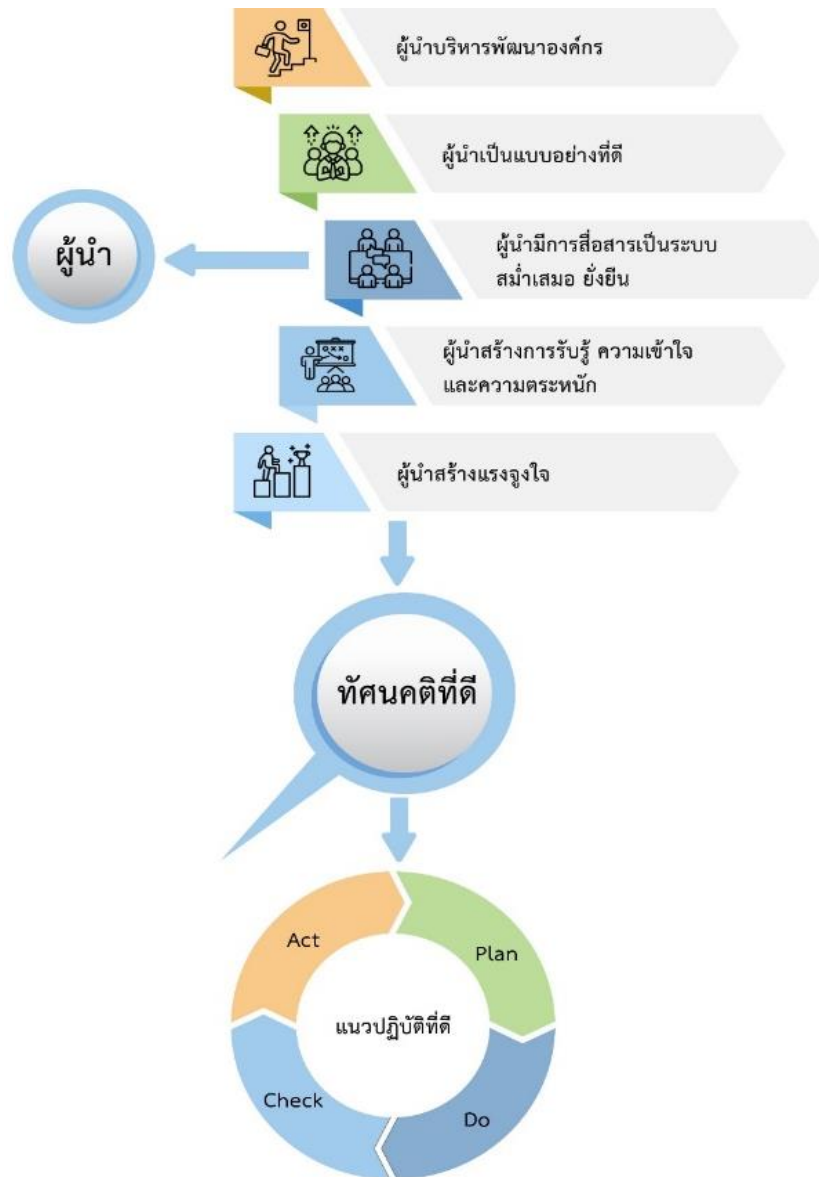 ผู้นำบริหารพัฒนาองค์กร
ผู้นำเป็นแบบอย่างที่ดี
ผู้นำ
ผู้นำมีการสื่อสารเป็นระบบ
สม่ำเสมอ ยั่งยืน
ผู้นำสร้างการรับรู้ ความเข้าใจ
และความตระหนัก
ผู้นำสร้างแรงจูงใจ
ทัศนคติที่ดี
Act
Plan
แนวปฏิบัติที่ดี
Check
Do